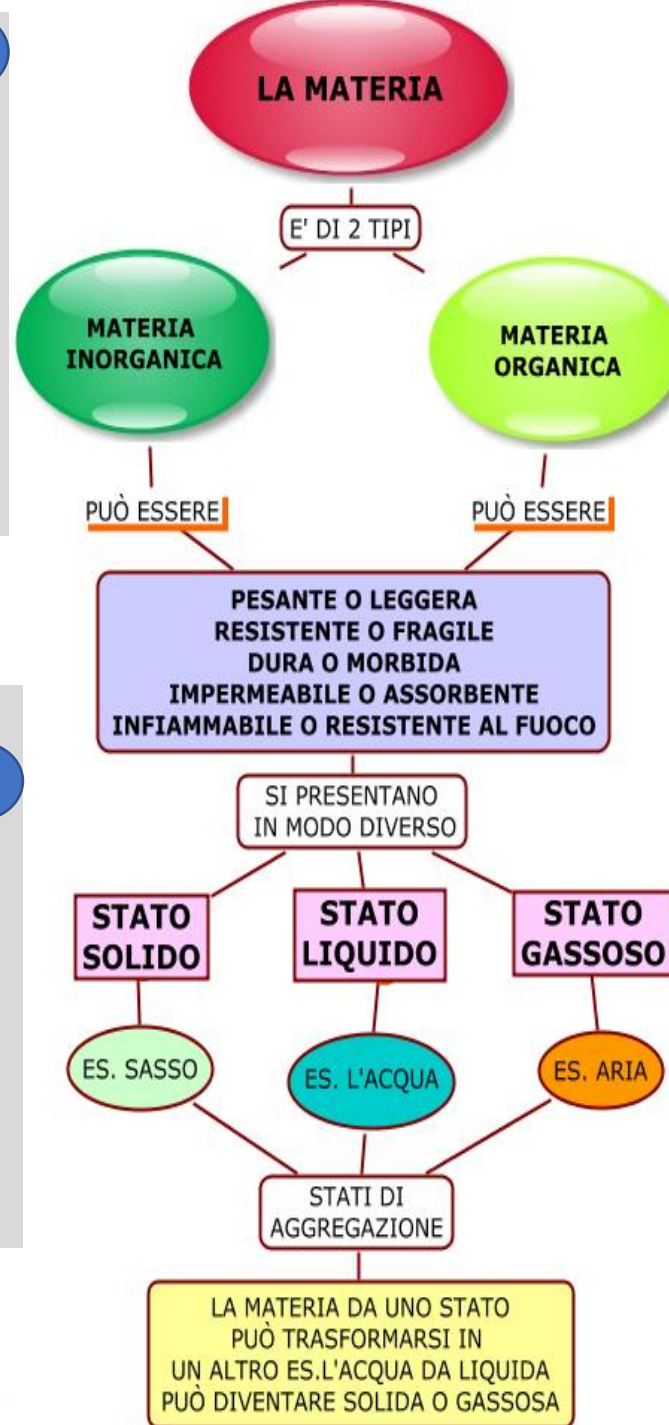 LA MATERIA
E' DI 2 TIPI
MATERIA
INORGANICA
MATERIA
ORGANICA
PUÒ ESSERE
PUÒ ESSERE
PESANTE O LEGGERA
RESISTENTE O FRAGILE
DURA O MORBIDA
IMPERMEABILE O ASSORBENTE
INFIAMMABILE O RESISTENTE AL FUOCO
SI PRESENTANO
IN MODO DIVERSO
STATO
SOLIDO
STATO
LIQUIDO
STATO
GASSOSO
ES. SASSO
ES. L'ACQUA
ES. ARIA
STATI DI
AGGREGAZIONE
LA MATERIA DA UNO STATO
PUÒ TRASFORMARSI IN
UN ALTRO ES.L'ACQUA DA LIQUIDA
PUÒ DIVENTARE SOLIDA O GASSOSA